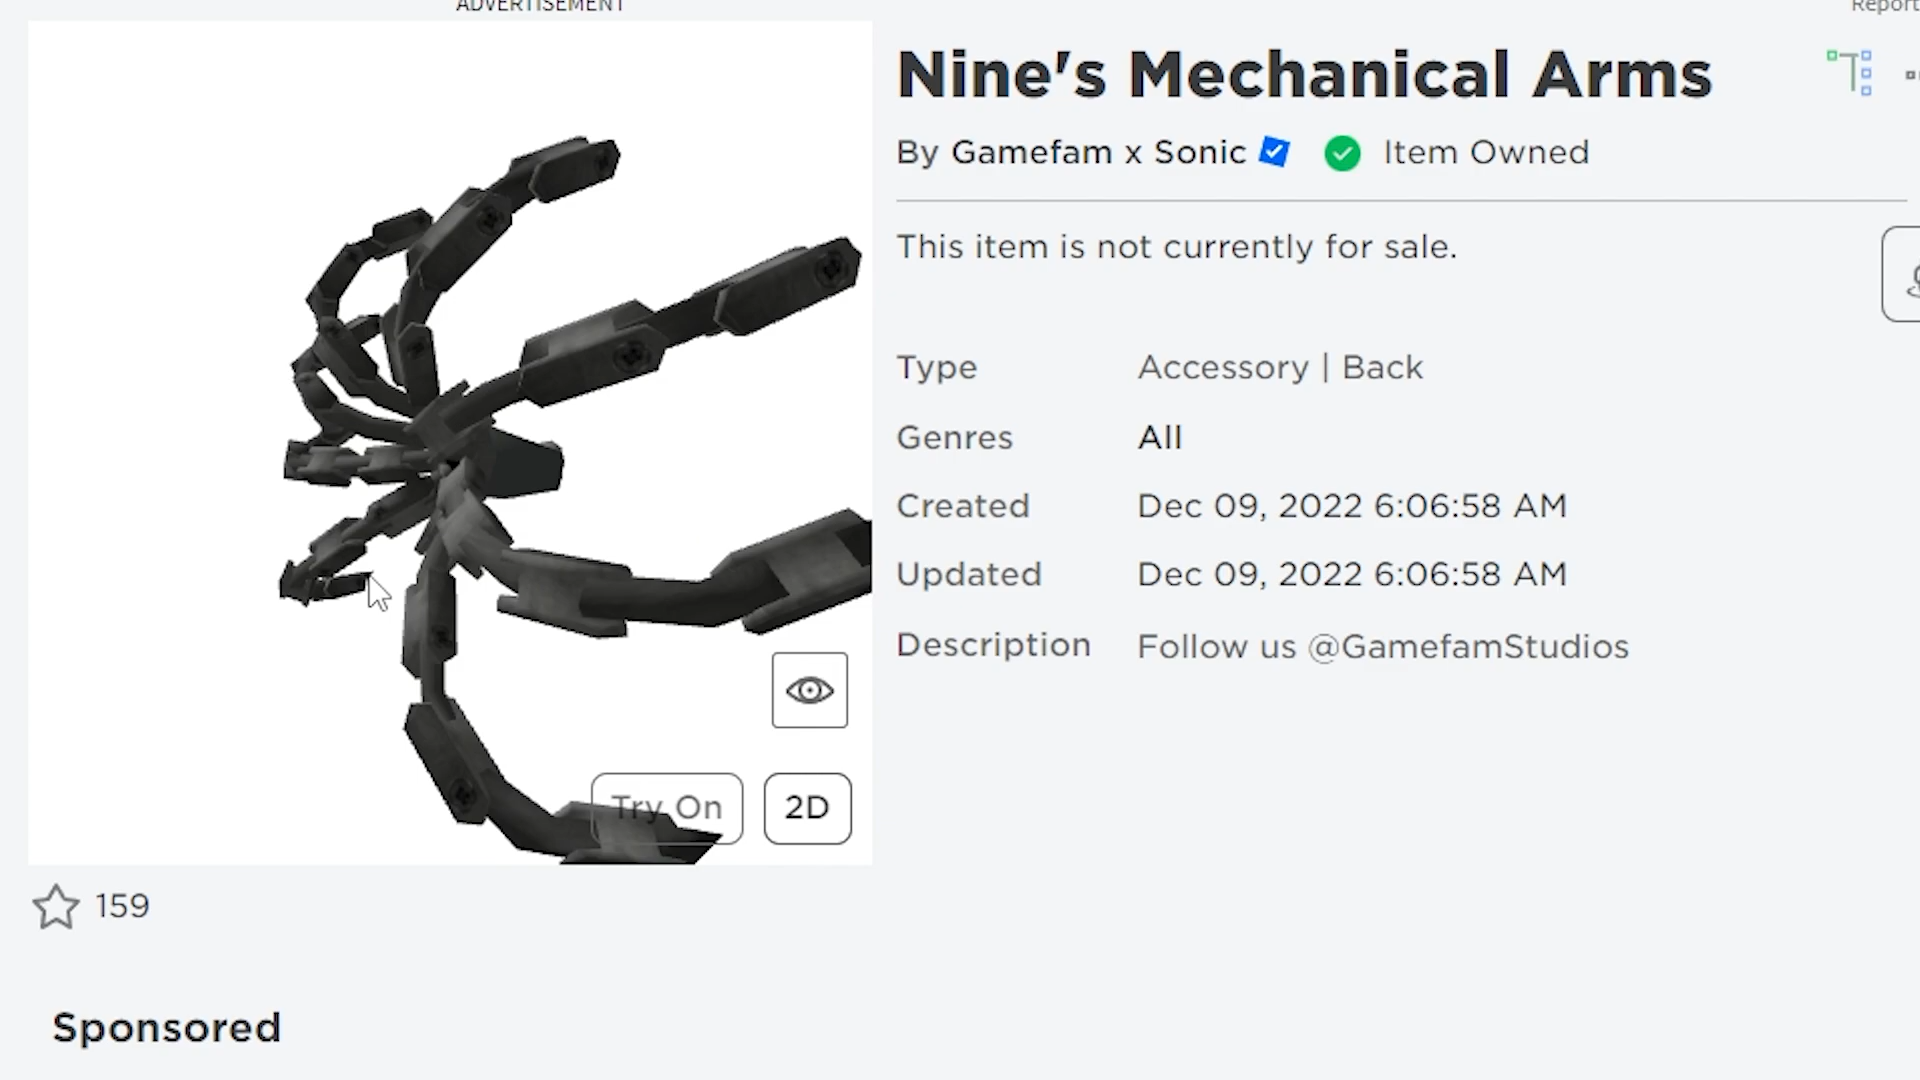 ADVERTISEMENT
Report
Nine's Mechanical Arms
By Gamefam x Sonic Item Owned
This item is not currently for sale.
Type Accessory | Back
Genres All
Created Dec 09, 2022 6:06:58 AM
Updated Dec 09, 2022 6:06:58 AM
Description Follow us @GamefamStudios
Try On 2D
159
Sponsored